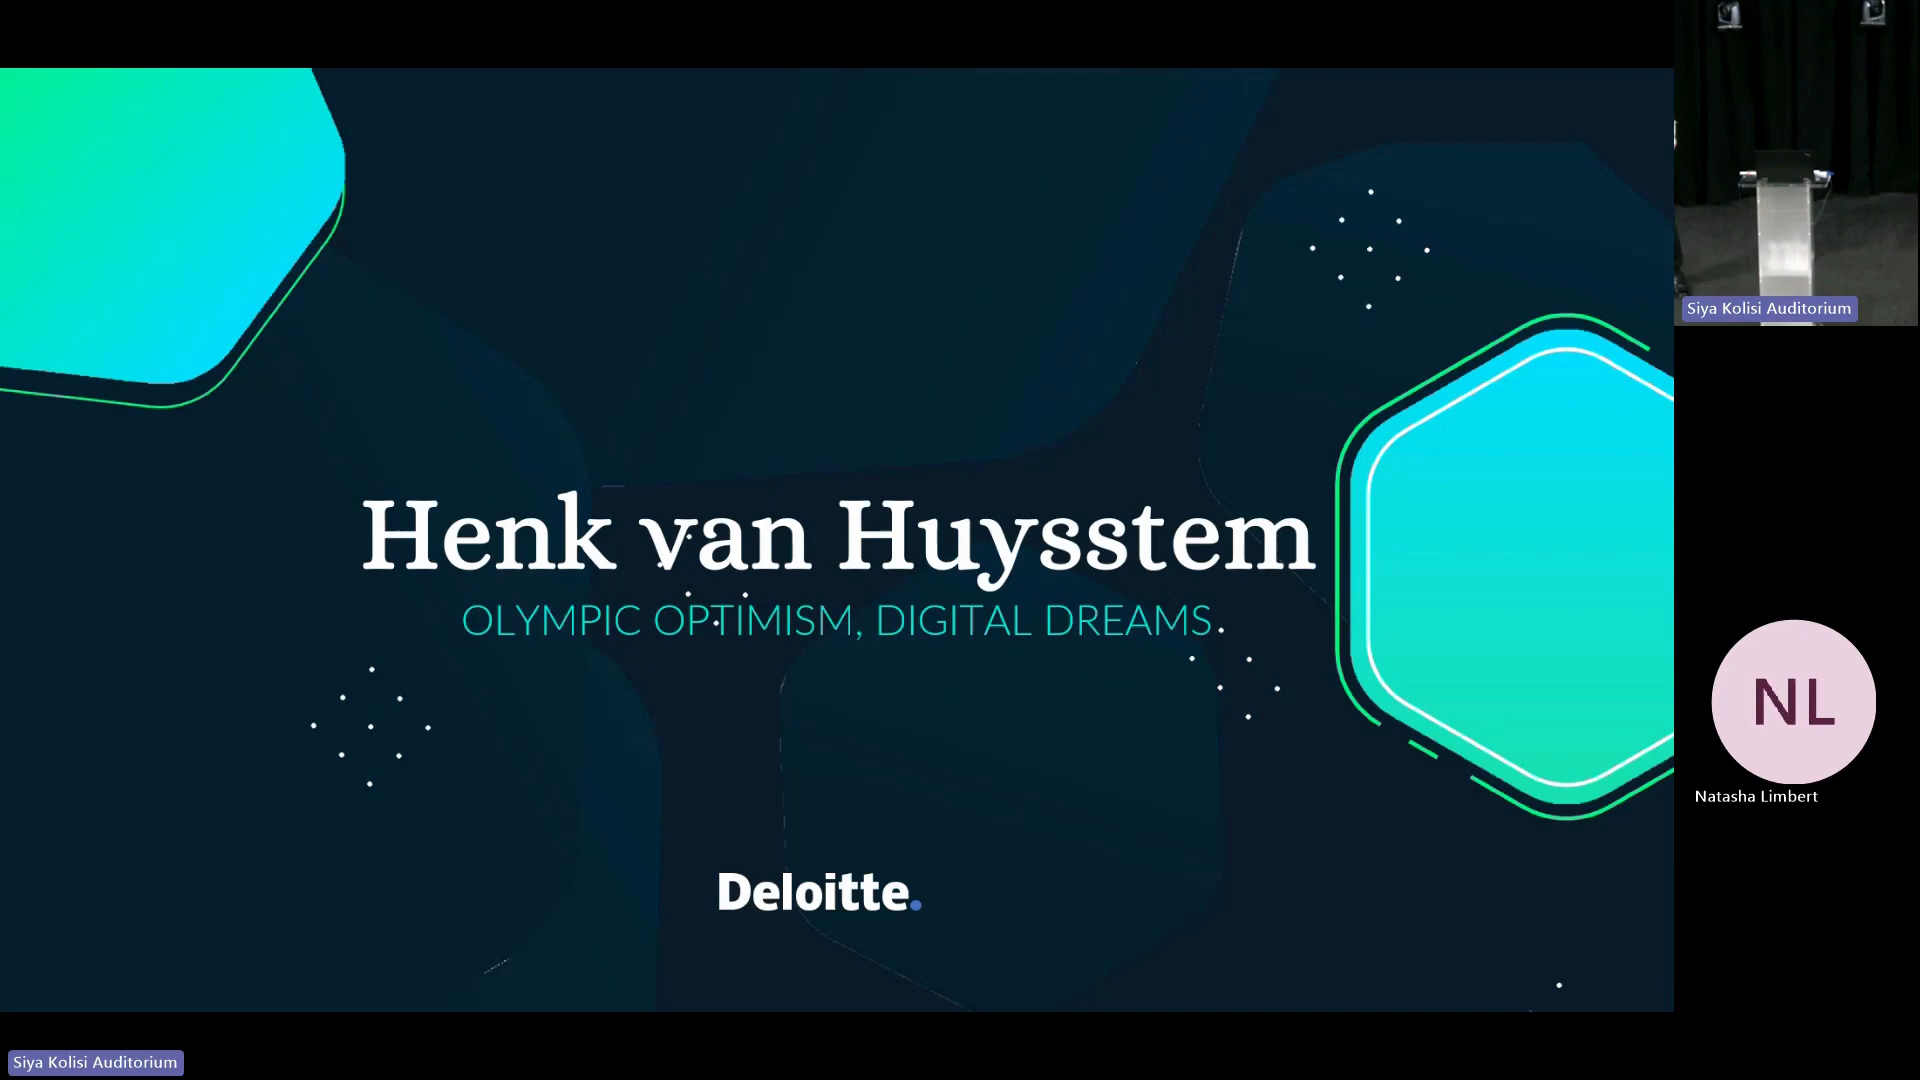 Henk van Huysstem
OLYMPIC OPTIMISM, DIGITAL DREAMS
Deloitte.
Siya Kolisi Auditorium
NL
Natasha Limbert
Siya Kolisi Auditorium